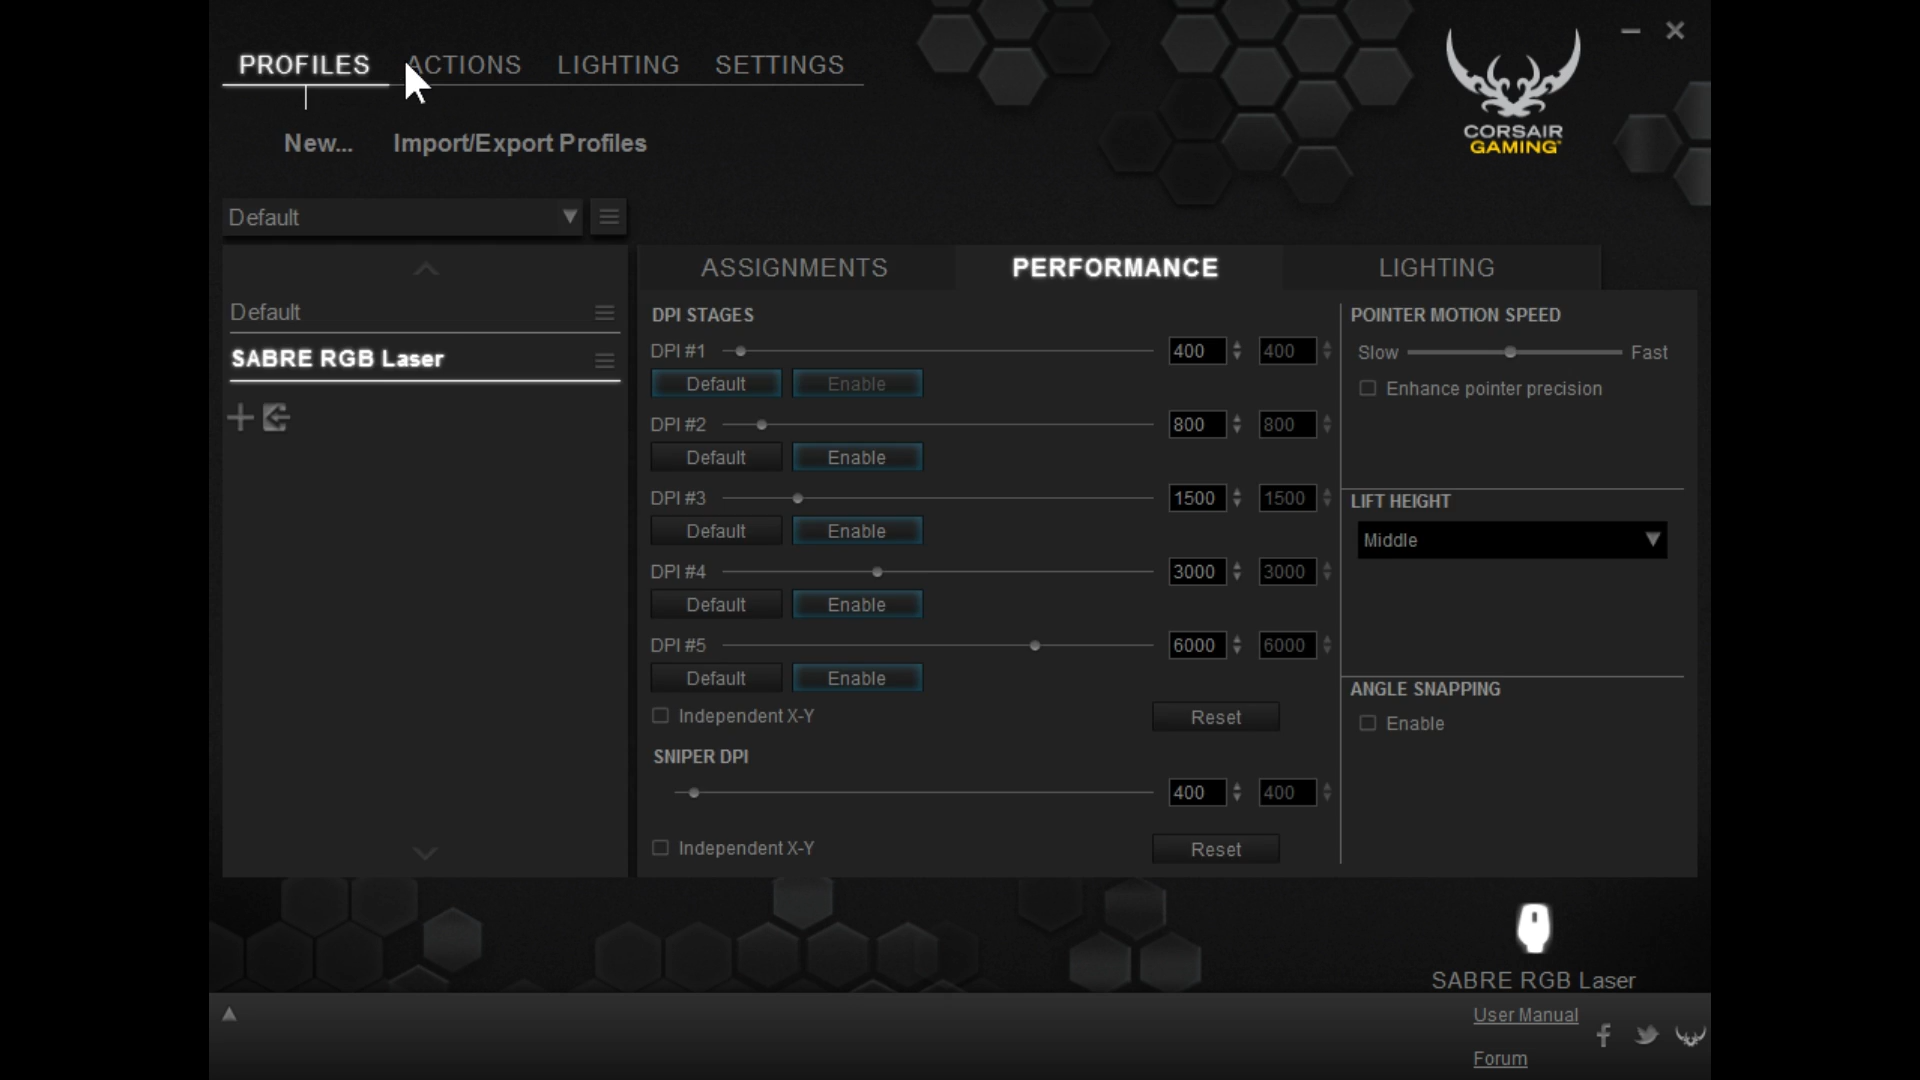 PROFILES ACTIONS LIGHTING SETTINGS
New... Import/Export Profiles
CORSAIR
GAMING
Default
Default
SABRE RGB Laser
ASSIGNMENTS PERFORMANCE LIGHTING
DPI STAGES
DPI #1 400 400
Default Enable
DPI #2 800 800
Default Enable
DPI #3 1500 1500
Default Enable
DPI #4 3000 3000
Default Enable
DPI #5 6000 6000
Default Enable
Independent X-Y Reset
SNIPER DPI
400 400
Independent X-Y Reset
POINTER MOTION SPEED
Slow Fast
Enhance pointer precision
LIFT HEIGHT
Middle
ANGLE SNAPPING
Enable
SABRE RGB Laser
User Manual
Forum